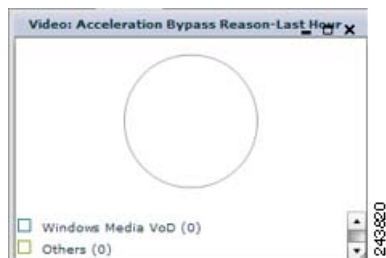 Video: Acceleration Bypass Reason-Last Hour
Windows Media VoD (0)
Others (0)
243820